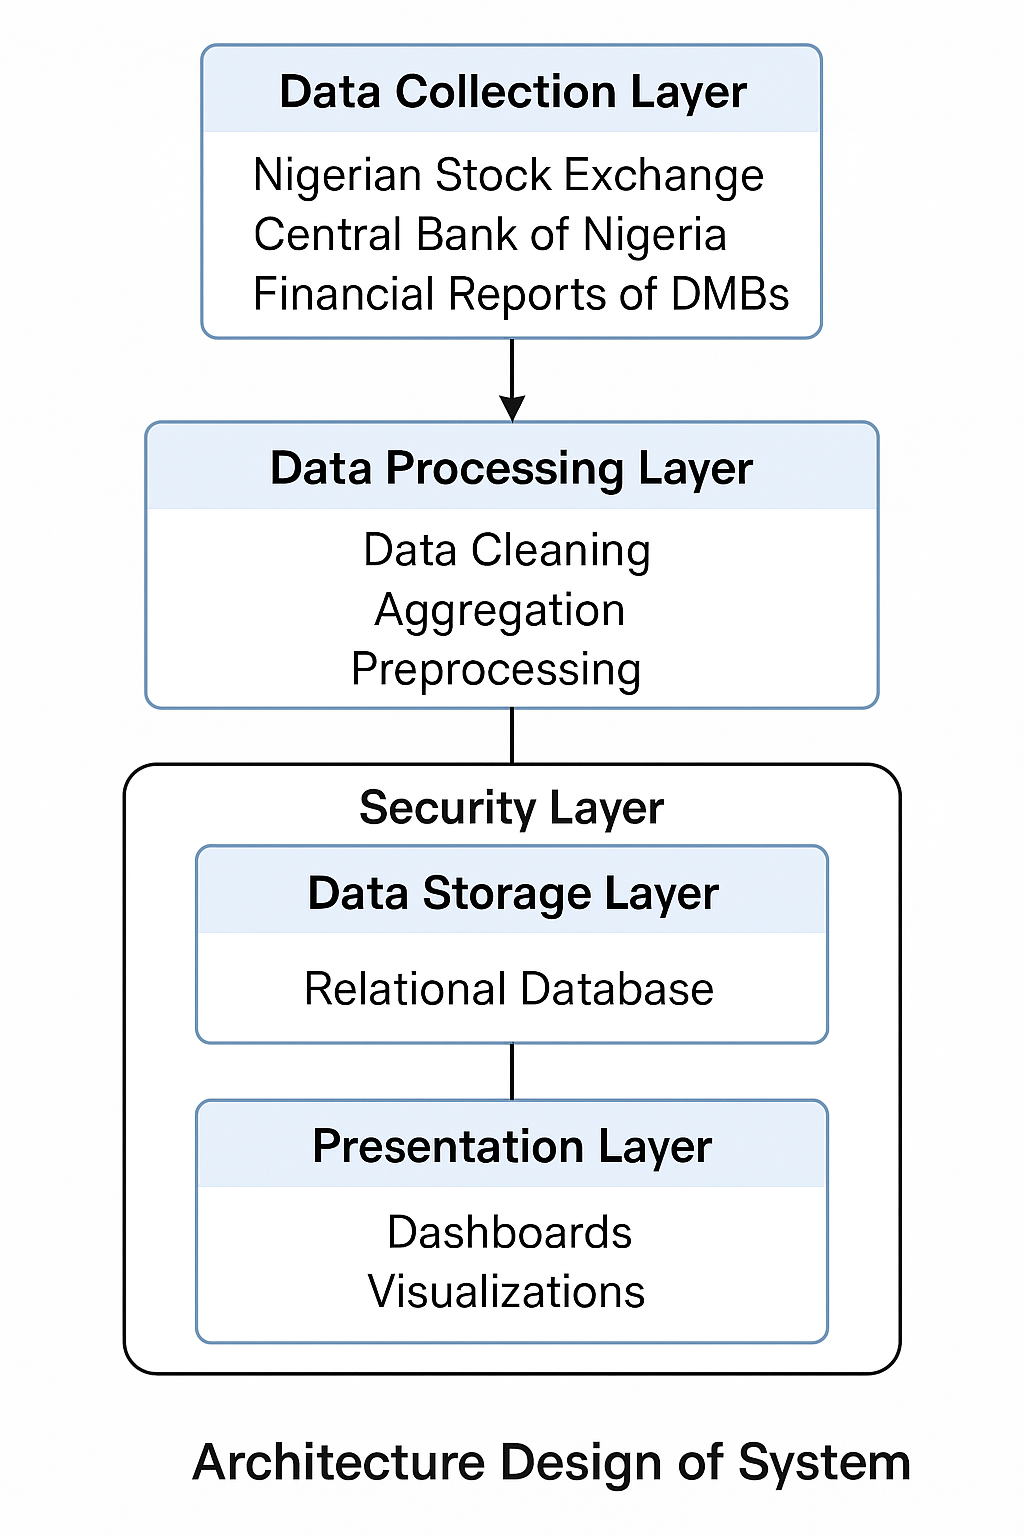 Data Collection Layer
Nigerian Stock Exchange
Central Bank of Nigeria
Financial Reports of DMBs
Data Processing Layer
Data Cleaning
Aggregation
Preprocessing
Security Layer
Data Storage Layer
Relational Database
Presentation Layer
Dashboards
Visualizations
Architecture Design of System